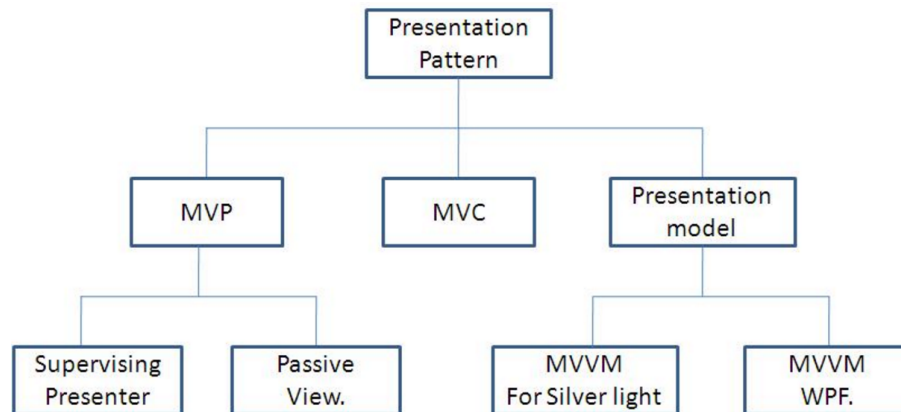 Presentation
Pattern
MVP
MVC
Presentation
model
Supervising
Presenter
Passive
View.
MVVM
For Silver light
MVVM
WPF.